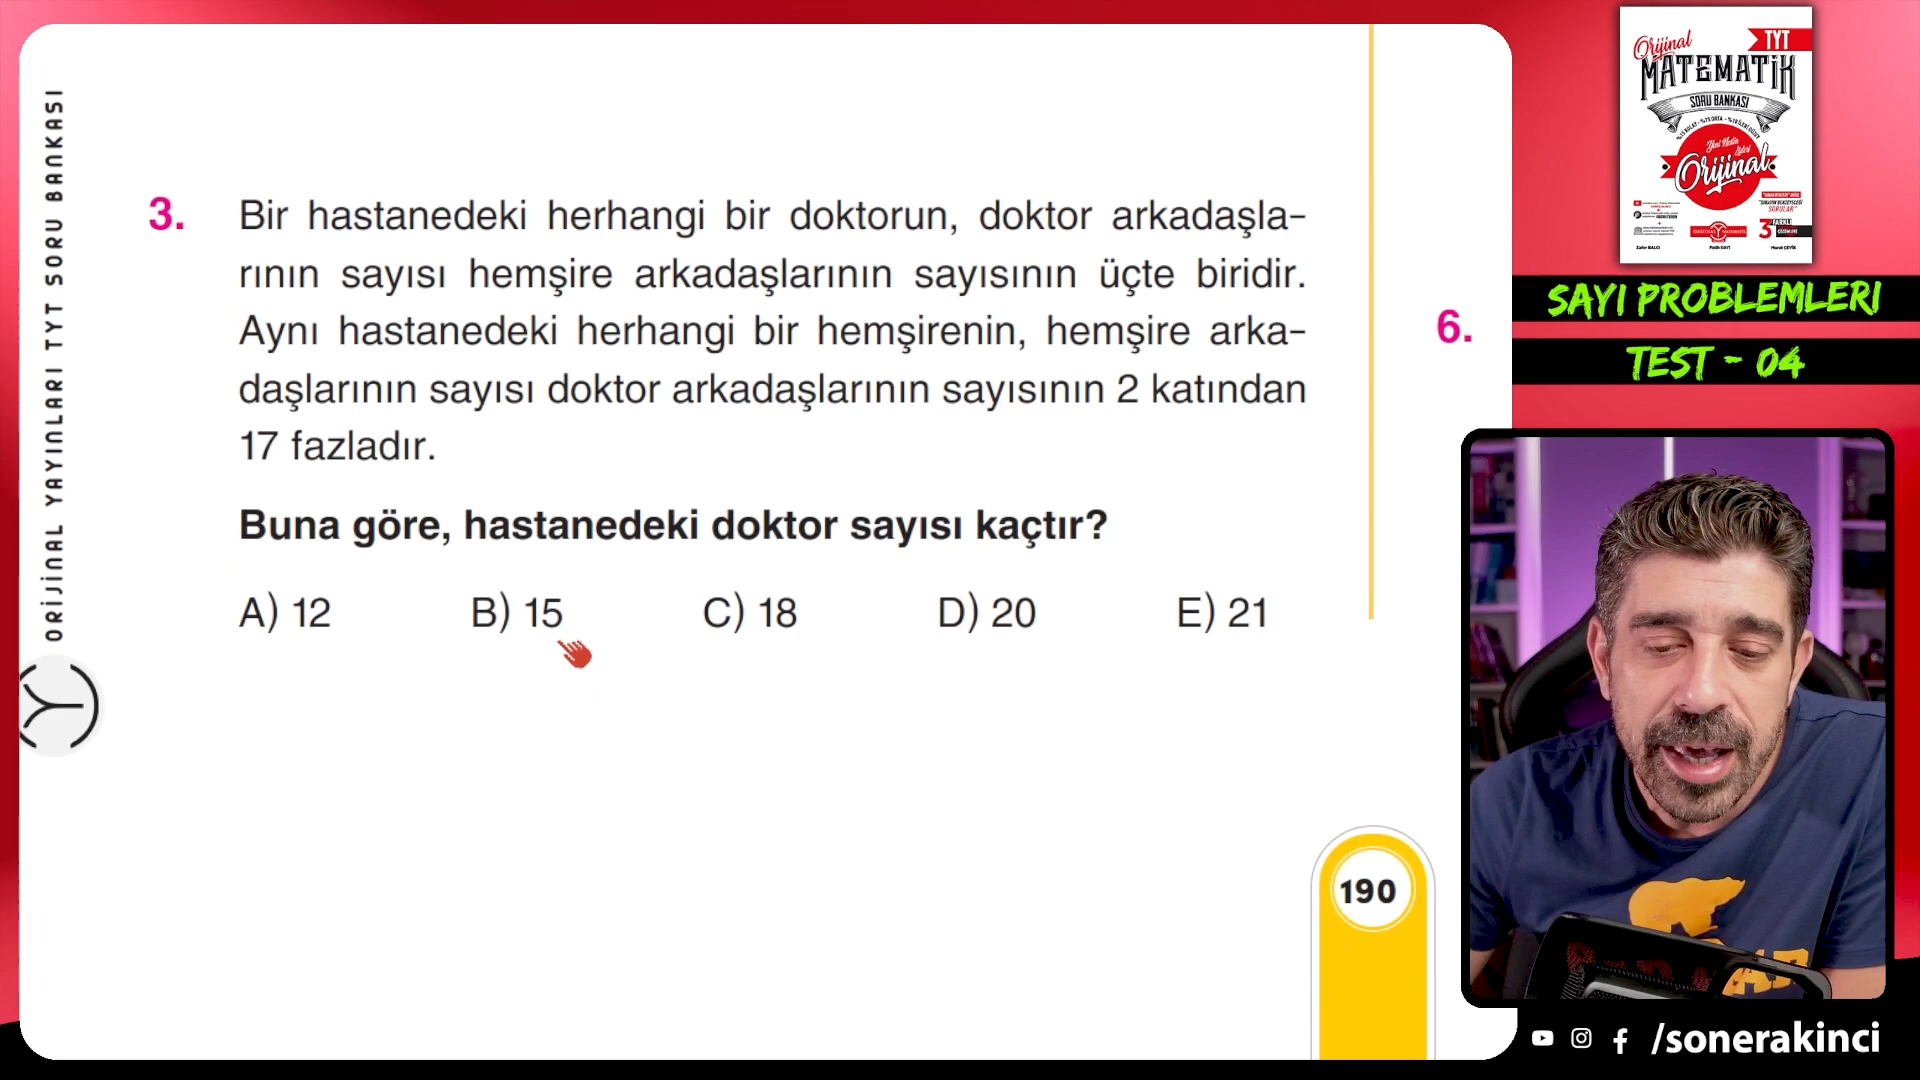 ORİJİNAL YAYINLARI TYT SORU BANKASI
3. Bir hastanedeki herhangi bir doktorun, doktor arkadaşla-
rının sayısı hemşire arkadaşlarının sayısının üçte biridir.
Aynı hastanedeki herhangi bir hemşirenin, hemşire arka-
daşlarının sayısı doktor arkadaşlarının sayısının 2 katından
17 fazladır.
Buna göre, hastanedeki doktor sayısı kaçtır?
A) 12 B) 15 C) 18 D) 20 E) 21
6.
190
Orijinal
TYT
MATEMATİK
SORU BANKASI
Orijinal
SAYI PROBLEMLERI
TEST - 04
/sonerakinci